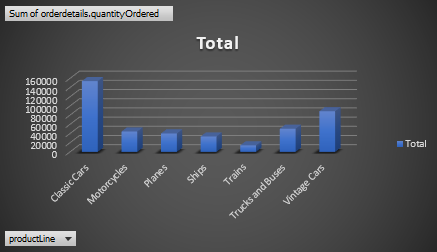 Sum of orderdetails.quantityOrdered
Total
160000
140000
120000
100000
80000
60000
40000
20000
0
Classic Cars
Motorcycles
Planes
Ships
Trains
Trucks and Buses
Vintage Cars
Total
productLine